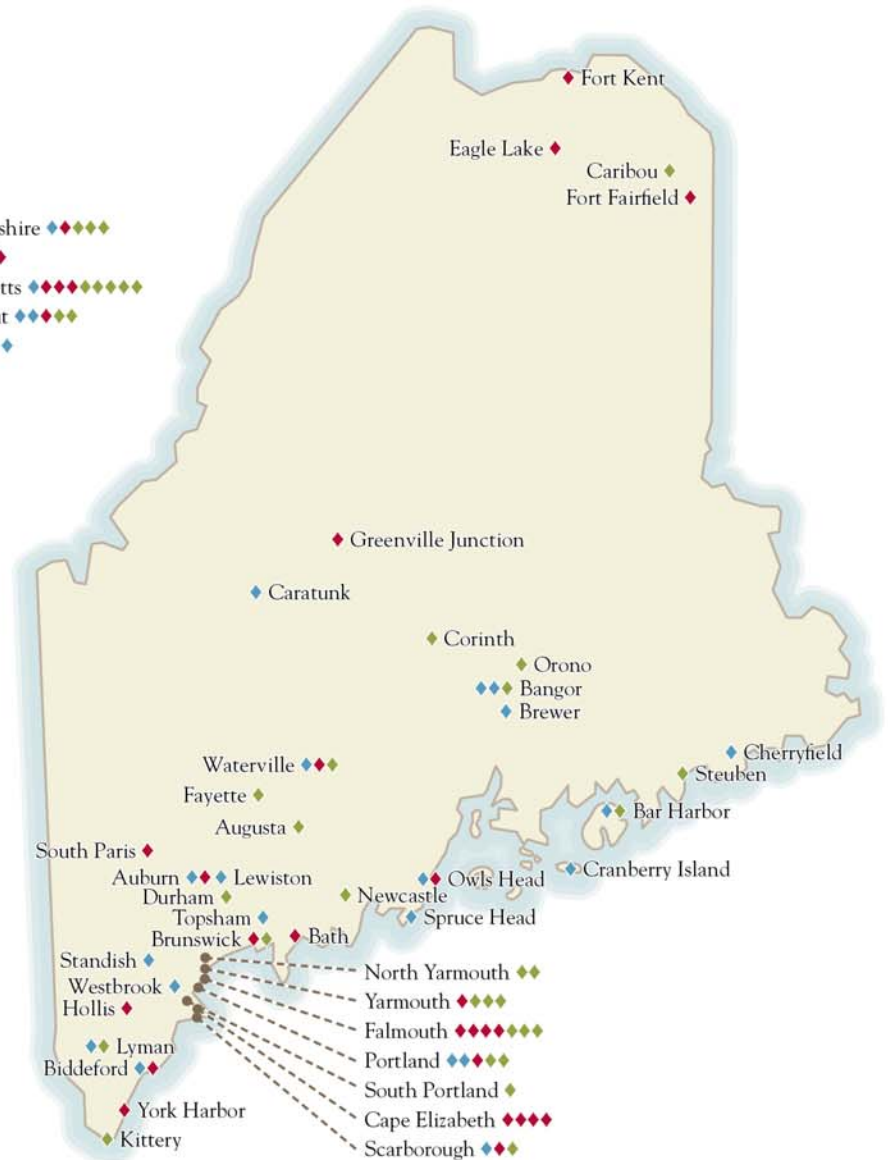 Fort Kent
Eagle Lake
Caribou
Fort Fairfield
shire
tts
t
Greenville Junction
Caratunk
Corinth
Orono
Bangor
Brewer
Cherryfield
Waterville
Steuben
Fayette
Bar Harbor
Augusta
South Paris
Cranberry Island
Auburn
Lewiston
Owls Head
Durham
Newcastle
Topsham
Spruce Head
Brunswick
Bath
Standish
North Yarmouth
Westbrook
Yarmouth
Hollis
Falmouth
Lyman
Portland
Biddeford
South Portland
York Harbor
Cape Elizabeth
Kittery
Scarborough